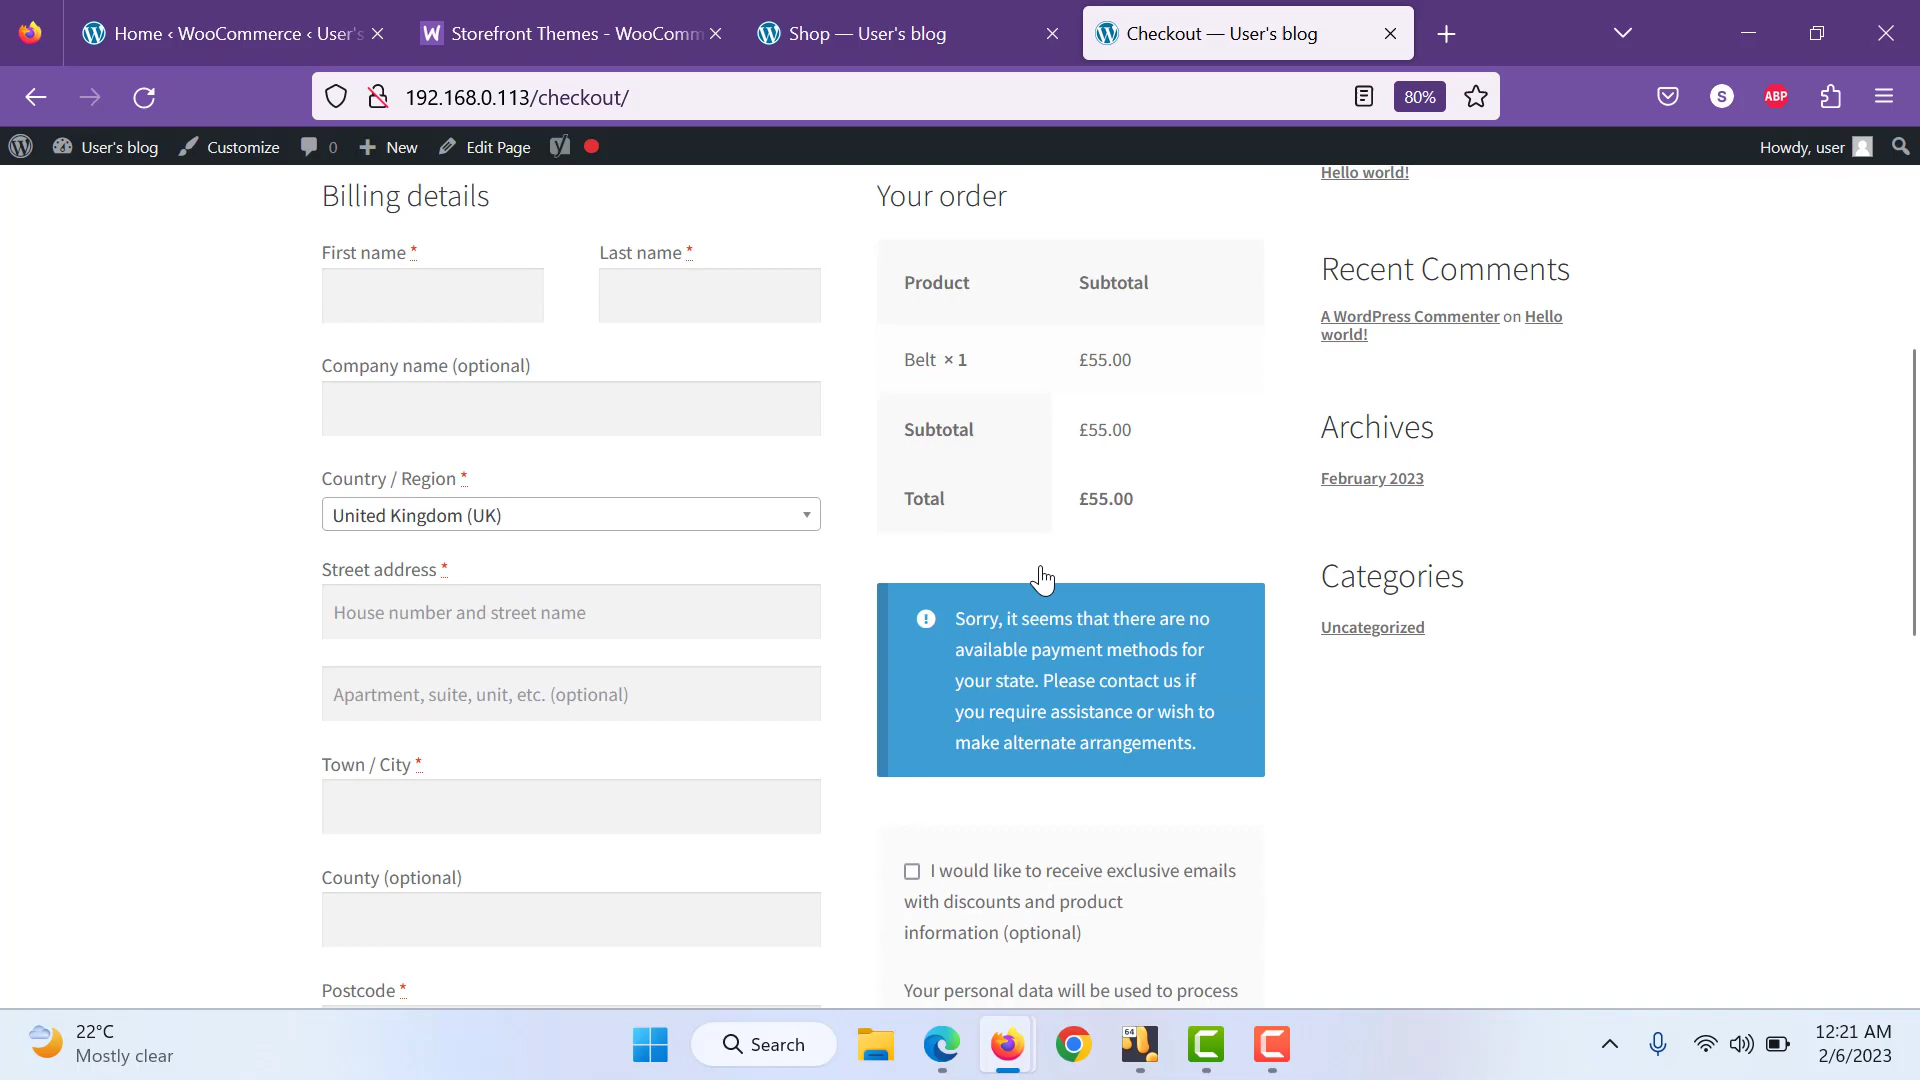 Home ‹ WooCommerce ‹ User's
Storefront Themes - WooComm
Shop — User's blog
Checkout — User's blog
192.168.0.113/checkout/
80%
S
ABP
User's blog
Customize
0
New
Edit Page
Howdy, user
Billing details
First name *
Last name *
Company name (optional)
Country / Region *
United Kingdom (UK)
Street address *
House number and street name
Apartment, suite, unit, etc. (optional)
Town / City *
County (optional)
Postcode *
Your order
Product Subtotal
Belt × 1 £55.00
Subtotal £55.00
Total £55.00
Sorry, it seems that there are no
available payment methods for
your state. Please contact us if
you require assistance or wish to
make alternate arrangements.
I would like to receive exclusive emails
with discounts and product
information (optional)
Your personal data will be used to process
Hello world!
Recent Comments
A WordPress Commenter on Hello
world!
Archives
February 2023
Categories
Uncategorized
22°C
Mostly clear
Search
64
12:21 AM
2/6/2023